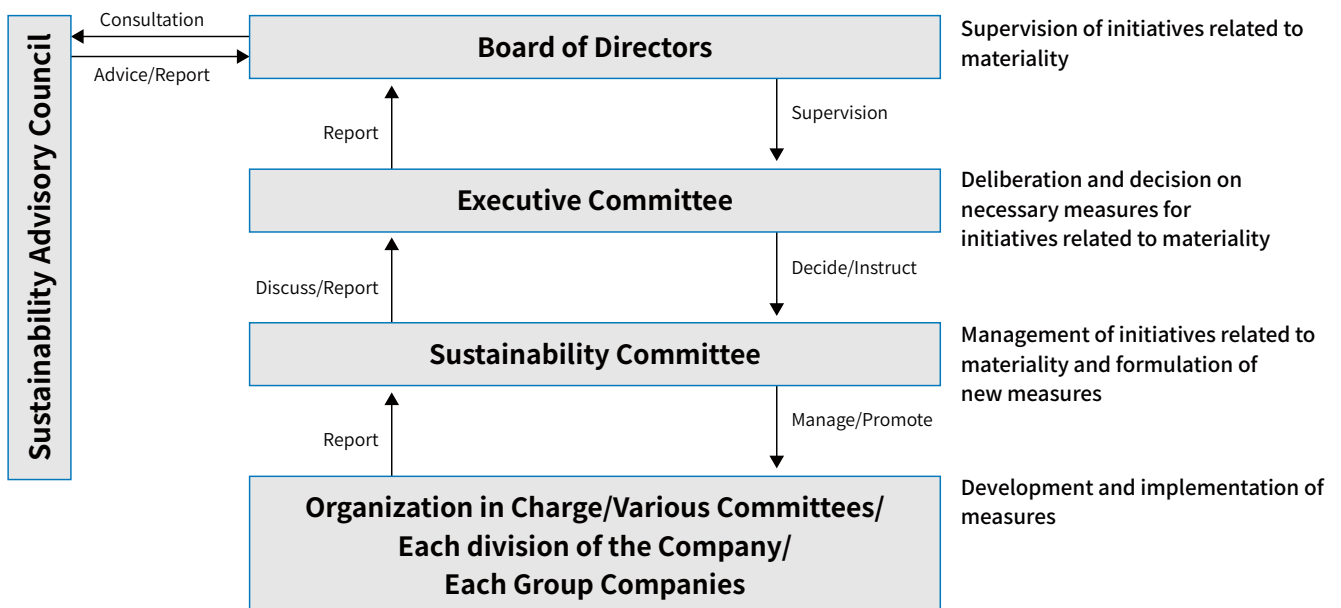 Sustainability Advisory Council
Consultation
Advice/Report
Board of Directors
Supervision of initiatives related to
materiality
Report
Supervision
Executive Committee
Deliberation and decision on
necessary measures for
initiatives related to materiality
Discuss/Report
Decide/Instruct
Sustainability Committee
Management of initiatives related to
materiality and formulation of
new measures
Report
Manage/Promote
Organization in Charge/Various Committees/
Each division of the Company/
Each Group Companies
Development and implementation of
measures